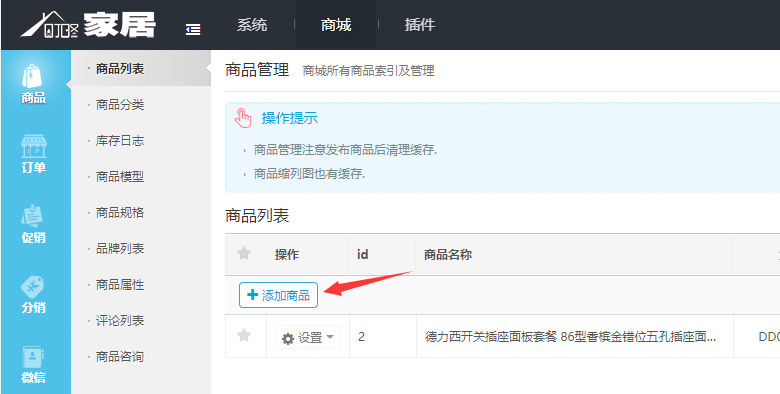 家居
系统 商城 插件
商品
订单
促销
分销
微信
· 商品列表
· 商品分类
· 库存日志
· 商品模型
· 商品规格
· 品牌列表
· 商品属性
· 评论列表
· 商品咨询
商品管理 商城所有商品索引及管理
操作提示
商品管理注意发布商品后清理缓存.
商品缩列图也有缓存.
商品列表
操作 id 商品名称
添加商品
设置 2 德力西开关插座面板套餐 86型香槟金错位五孔插座面... DD0